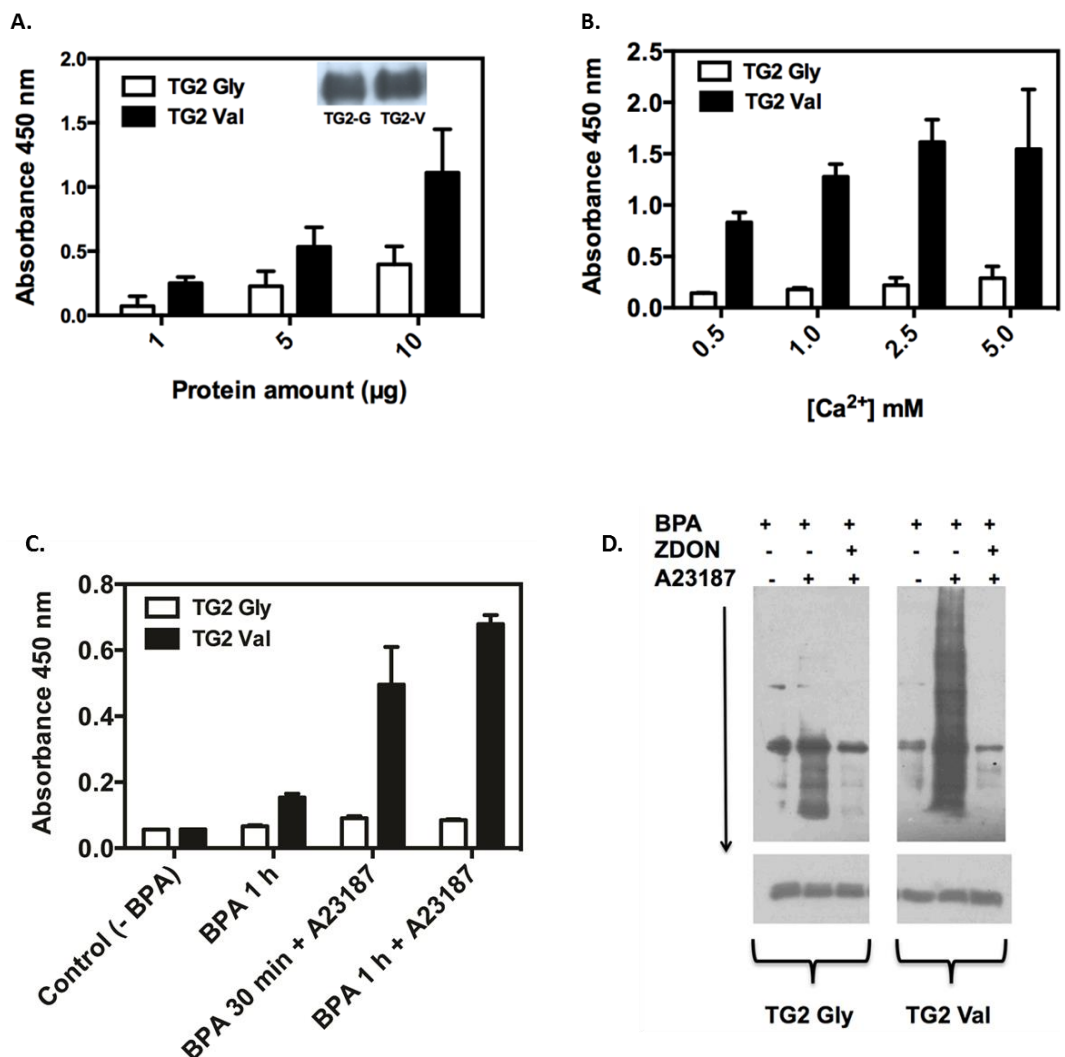 A.
Absorbance 450 nm
2.0
1.5
1.0
0.5
0.0
TG2 Gly
TG2 Val
TG2-G TG2-V
1
5
10
Protein amount (µg)
B.
Absorbance 450 nm
2.5
2.0
1.5
1.0
0.5
0.0
TG2 Gly
TG2 Val
0.5
1.0
2.5
5.0
[Ca²⁺] mM
C.
Absorbance 450 nm
0.8
0.6
0.4
0.2
0.0
TG2 Gly
TG2 Val
Control (- BPA)
BPA 1 h
BPA 30 min + A23187
BPA 1 h + A23187
D.
BPA + + + + + +
ZDON - - + - - +
A23187 - + + - + +
TG2 Gly TG2 Val